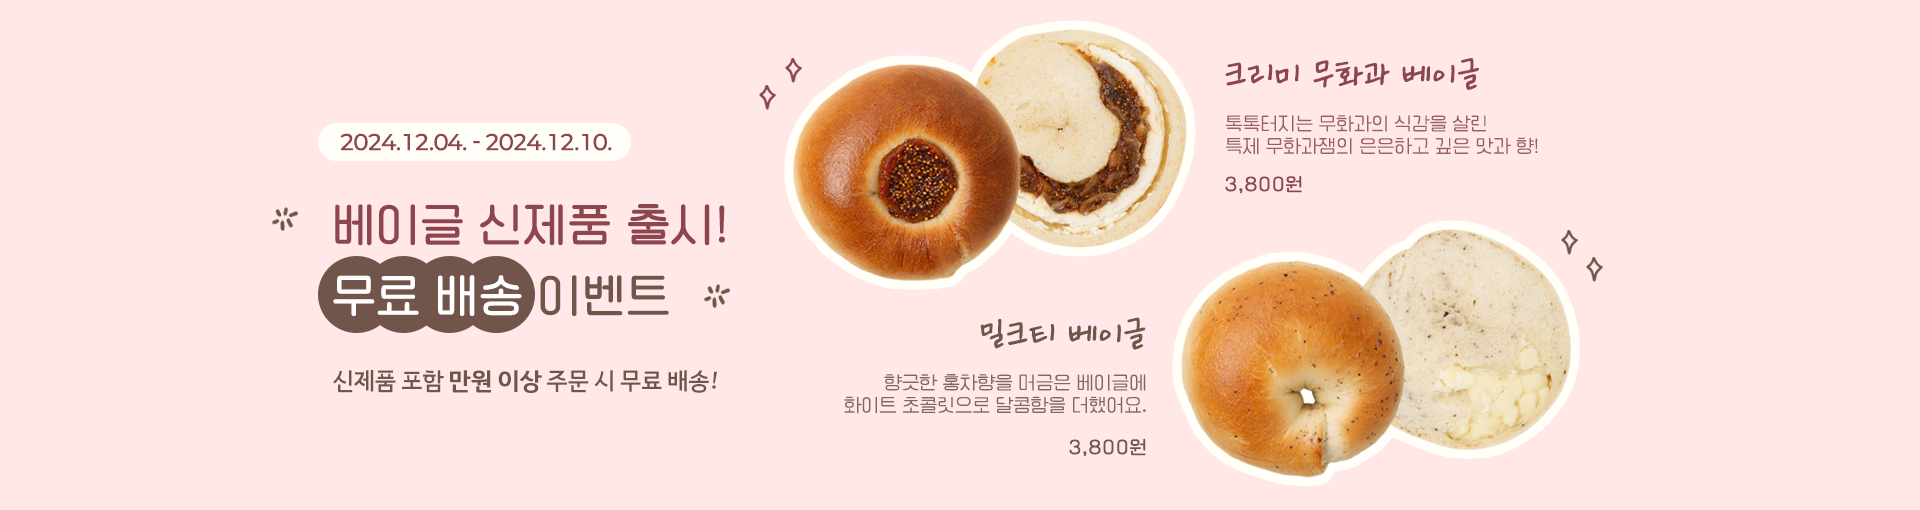 2024.12.04. - 2024.12.10.
베이글 신제품 출시!
무료 배송이벤트
신제품 포함 만원 이상 주문 시 무료 배송!
크리미 무화과 베이글
톡톡터지는 무화과의 식감을 살린
특제 무화과잼의 은은하고 깊은 맛과 향!
3,800원
밀크티 베이글
향긋한 홍차향을 머금은 베이글에
화이트 초콜릿으로 달콤함을 더했어요.
3,800원